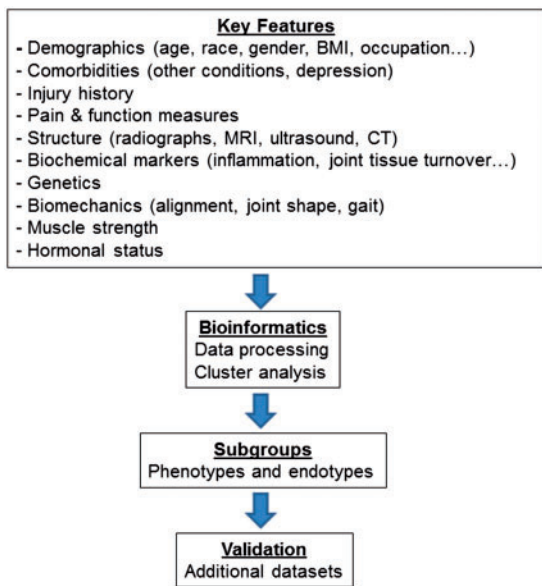 Key Features
- Demographics (age, race, gender, BMI, occupation…)
- Comorbidities (other conditions, depression)
- Injury history
- Pain & function measures
- Structure (radiographs, MRI, ultrasound, CT)
- Biochemical markers (inflammation, joint tissue turnover…)
- Genetics
- Biomechanics (alignment, joint shape, gait)
- Muscle strength
- Hormonal status
Bioinformatics
Data processing
Cluster analysis
Subgroups
Phenotypes and endotypes
Validation
Additional datasets